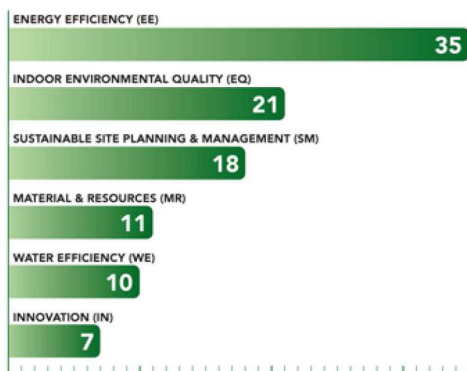 ENERGY EFFICIENCY (EE)
35
INDOOR ENVIRONMENTAL QUALITY (EQ)
21
SUSTAINABLE SITE PLANNING & MANAGEMENT (SM)
18
MATERIAL & RESOURCES (MR)
11
WATER EFFICIENCY (WE)
10
INNOVATION (IN)
7